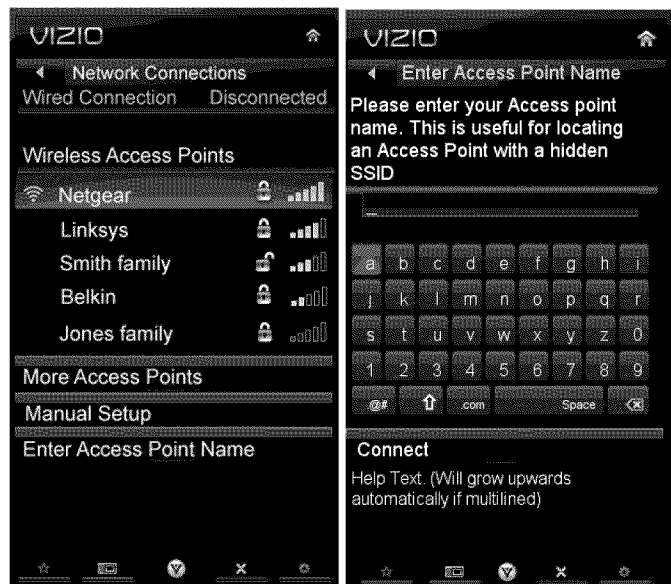 VIZIO
Network Connections
Wired Connection Disconnected
Wireless Access Points
Netgear
Linksys
Smith family
Belkin
Jones family
More Access Points
Manual Setup
Enter Access Point Name
VIZIO
Enter Access Point Name
Please enter your Access point
name. This is useful for locating
an Access Point with a hidden
SSID
a b c d e f g h i
j k l m n o p q r
s t u v w x y z 0
1 2 3 4 5 6 7 8 9
@# .com Space
Connect
Help Text. (Will grow upwards
automatically if multilined)